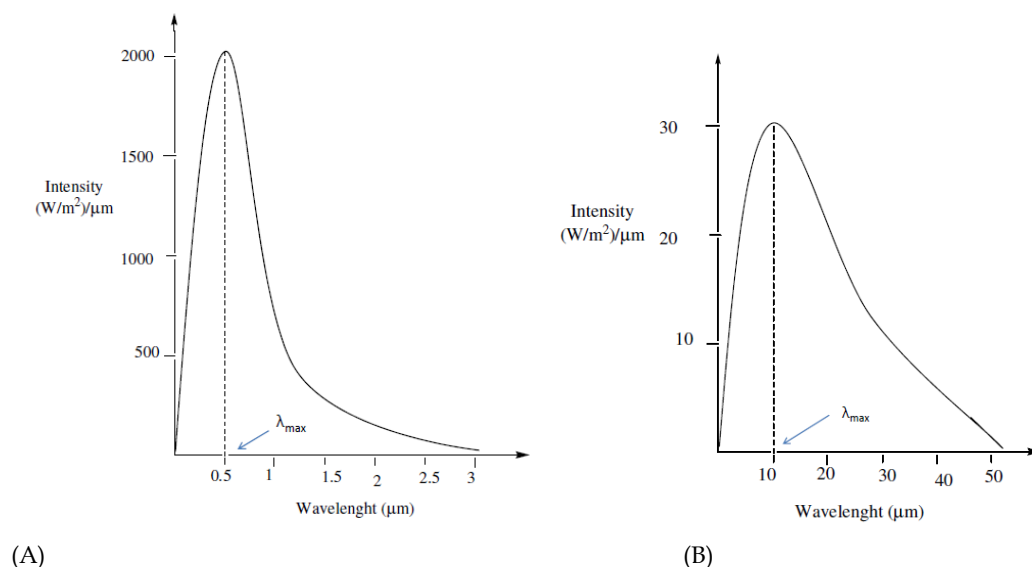 2000
1500
Intensity
(W/m²)/µm
1000
500
λmax
0.5 1 1.5 2 2.5 3
Wavelenght (µm)
(A)
30
Intensity
(W/m²)/µm
20
10
λmax
10 20 30 40 50
Wavelenght (µm)
(B)